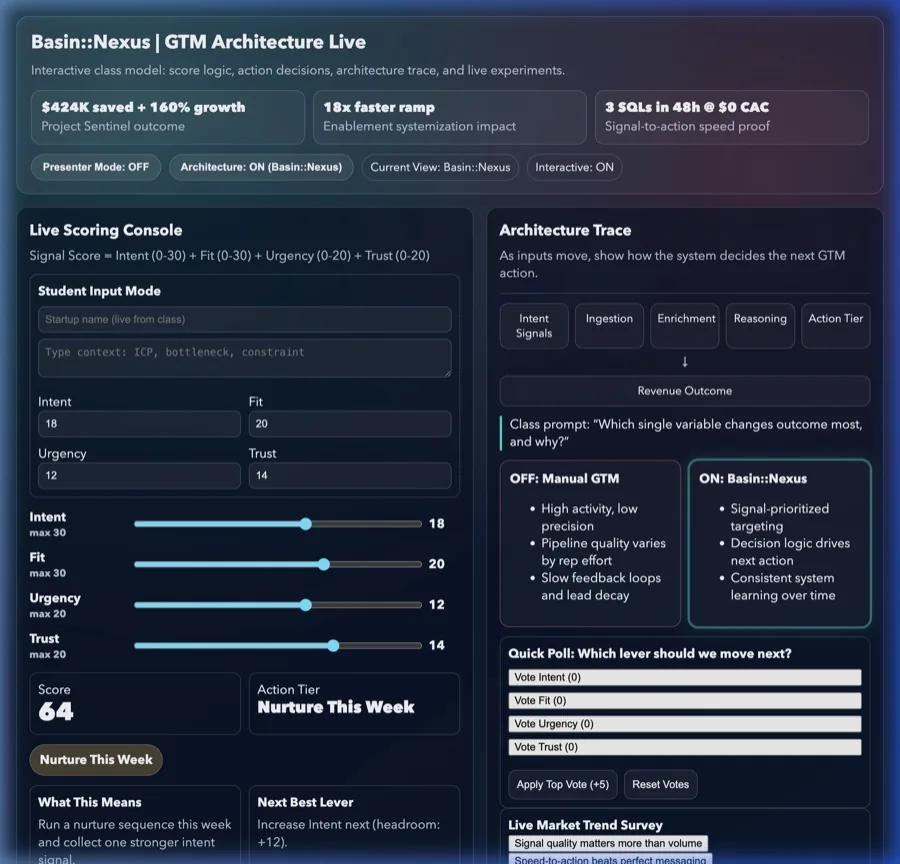 Basin::Nexus | GTM Architecture Live
Interactive class model: score logic, action decisions, architecture trace, and live experiments.
$424K saved + 160% growth
Project Sentinel outcome
18x faster ramp
Enablement systemization impact
3 SQLs in 48h @ $0 CAC
Signal-to-action speed proof
Presenter Mode: OFF
Architecture: ON (Basin::Nexus)
Current View: Basin::Nexus
Interactive: ON
Live Scoring Console
Signal Score = Intent (0-30) + Fit (0-30) + Urgency (0-20) + Trust (0-20)
Student Input Mode
Startup name (live from class)
Type context: ICP, bottleneck, constraint
Intent
Fit
18
20
Urgency
Trust
12
14
Intent
max 30
18
Fit
max 30
20
Urgency
max 20
12
Trust
max 20
14
Score
64
Action Tier
Nurture This Week
Nurture This Week
What This Means
Run a nurture sequence this week
and collect one stronger intent
signal.
Next Best Lever
Increase Intent next (headroom:
+12).
Architecture Trace
As inputs move, show how the system decides the next GTM
action.
Intent
Signals
Ingestion
Enrichment
Reasoning
Action Tier
↓
Revenue Outcome
Class prompt: “Which single variable changes outcome most,
and why?”
OFF: Manual GTM
• High activity, low
precision
• Pipeline quality varies
by rep effort
• Slow feedback loops
and lead decay
ON: Basin::Nexus
• Signal-prioritized
targeting
• Decision logic drives
next action
• Consistent system
learning over time
Quick Poll: Which lever should we move next?
Vote Intent (0)
Vote Fit (0)
Vote Urgency (0)
Vote Trust (0)
Apply Top Vote (+5)
Reset Votes
Live Market Trend Survey
Signal quality matters more than volume
Speed-to-action beats perfect messaging